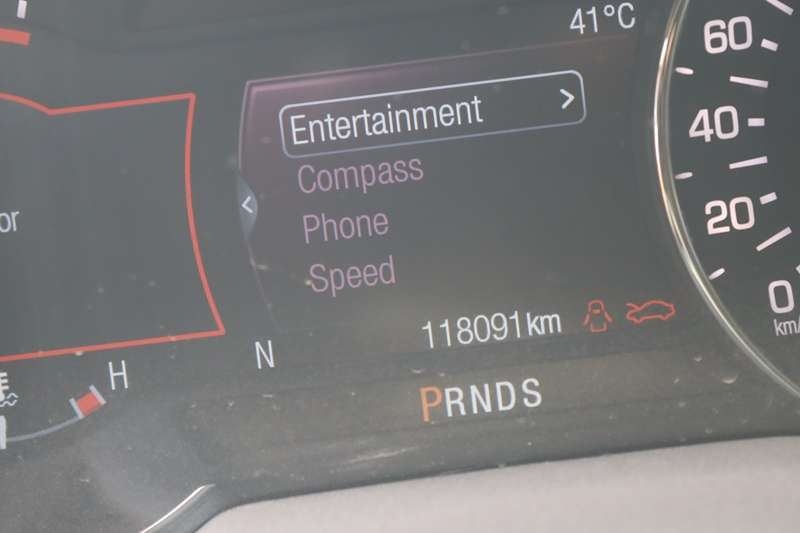 41°C
60
Entertainment >
40
Compass
or
Phone
20
Speed
0
118091km
km/
N
H
PRNDS